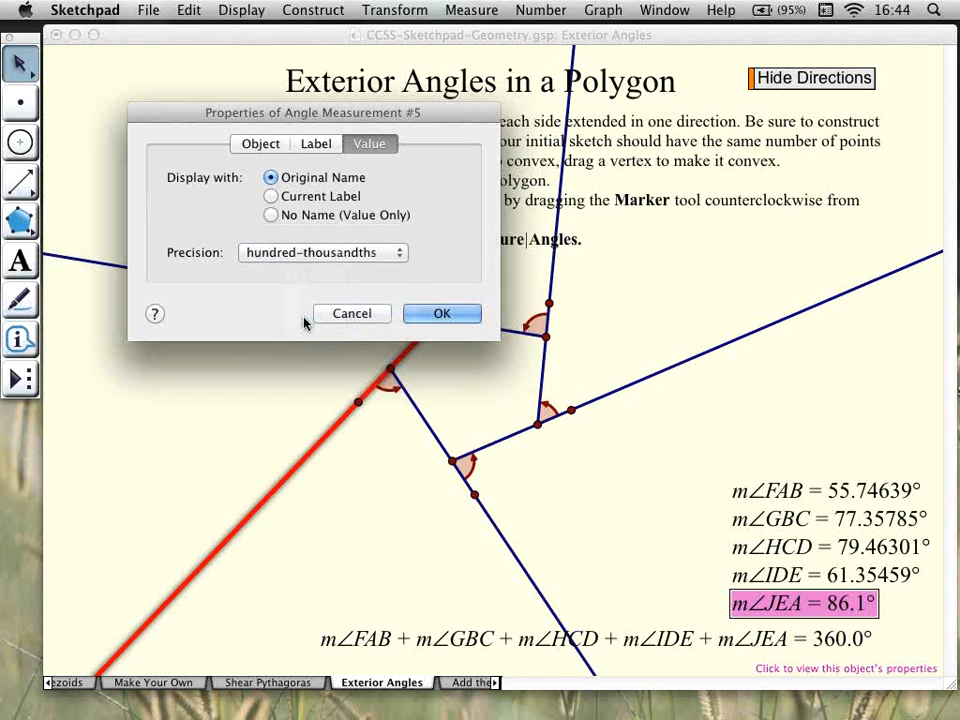 Sketchpad File Edit Display Construct Transform Measure Number Graph Window (95%) 16:44
CCSS-Sketchpad-Geometry.gsp: Exterior Angles
Exterior Angles in a Polygon
Hide Directions
Properties of Angle Measurement #5
each side extended in one direction. Be sure to construct
Object Label Value
our initial sketch should have the same number of points
convex, drag a vertex to make it convex.
Display with: Original Name
olygon.
Current Label
by dragging the Marker tool counterclockwise from
No Name (Value Only)
ure|Angles.
Precision: hundred-thousandths
? Cancel OK
A
m∠FAB = 55.74639°
m∠GBC = 77.35785°
m∠HCD = 79.46301°
m∠IDE = 61.35459°
m∠JEA = 86.1°
m∠FAB + m∠GBC + m∠HCD + m∠IDE + m∠JEA = 360.0°
Click to view this object's properties
ezoids Make Your Own Shear Pythagoras Exterior Angles Add the